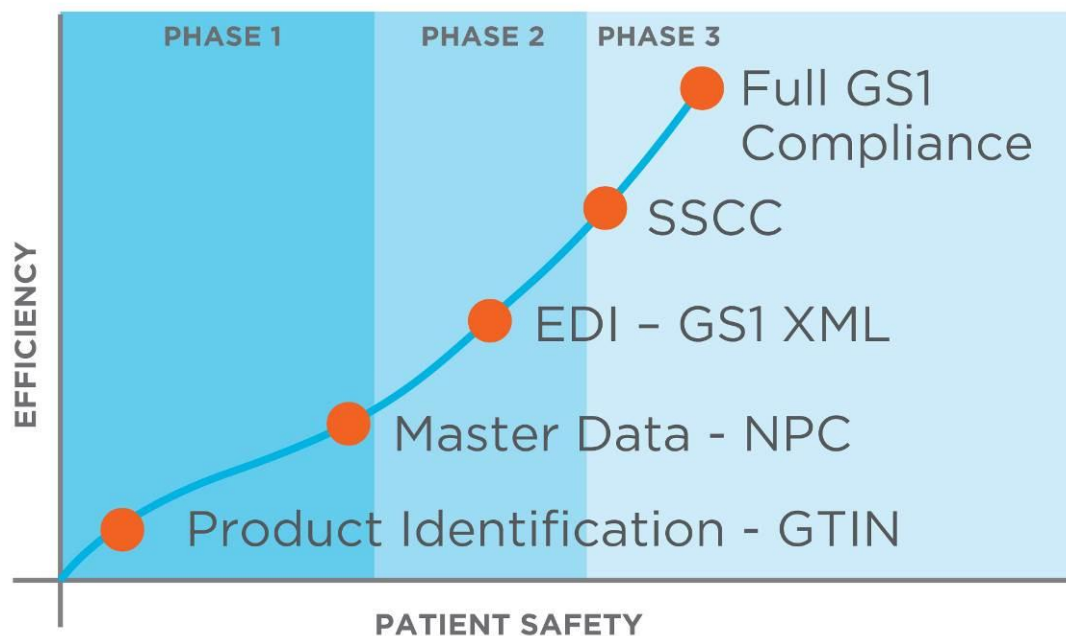 PHASE 1
PHASE 2
PHASE 3
Full GS1
Compliance
SSCC
EDI – GS1 XML
Master Data - NPC
Product Identification - GTIN
EFFICIENCY
PATIENT SAFETY